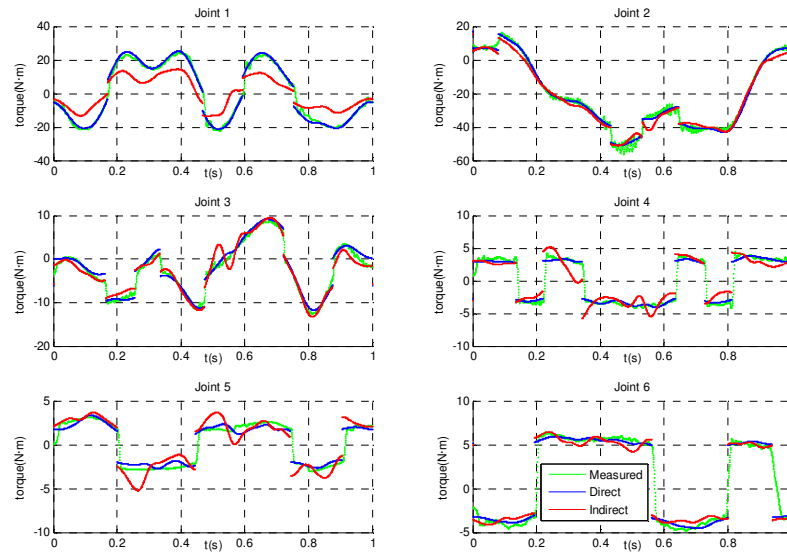 Joint 1
40
20
0
-20
-40
torque(N·m)
0 0.2 0.4 0.6 0.8 1
t(s)
Joint 2
20
0
-20
-40
-60
torque(N·m)
0 0.2 0.4 0.6 0.8
t(s)
Joint 3
10
0
-10
-20
torque(N·m)
0 0.2 0.4 0.6 0.8 1
t(s)
Joint 4
10
5
0
-5
-10
torque(N·m)
0 0.2 0.4 0.6 0.8
t(s)
Joint 5
5
0
-5
-10
torque(N·m)
0 0.2 0.4 0.6 0.8 1
t(s)
Joint 6
10
5
0
-5
torque(N·m)
0 0.2 0.4 0.6 0.8
t(s)
Measured
Direct
Indirect